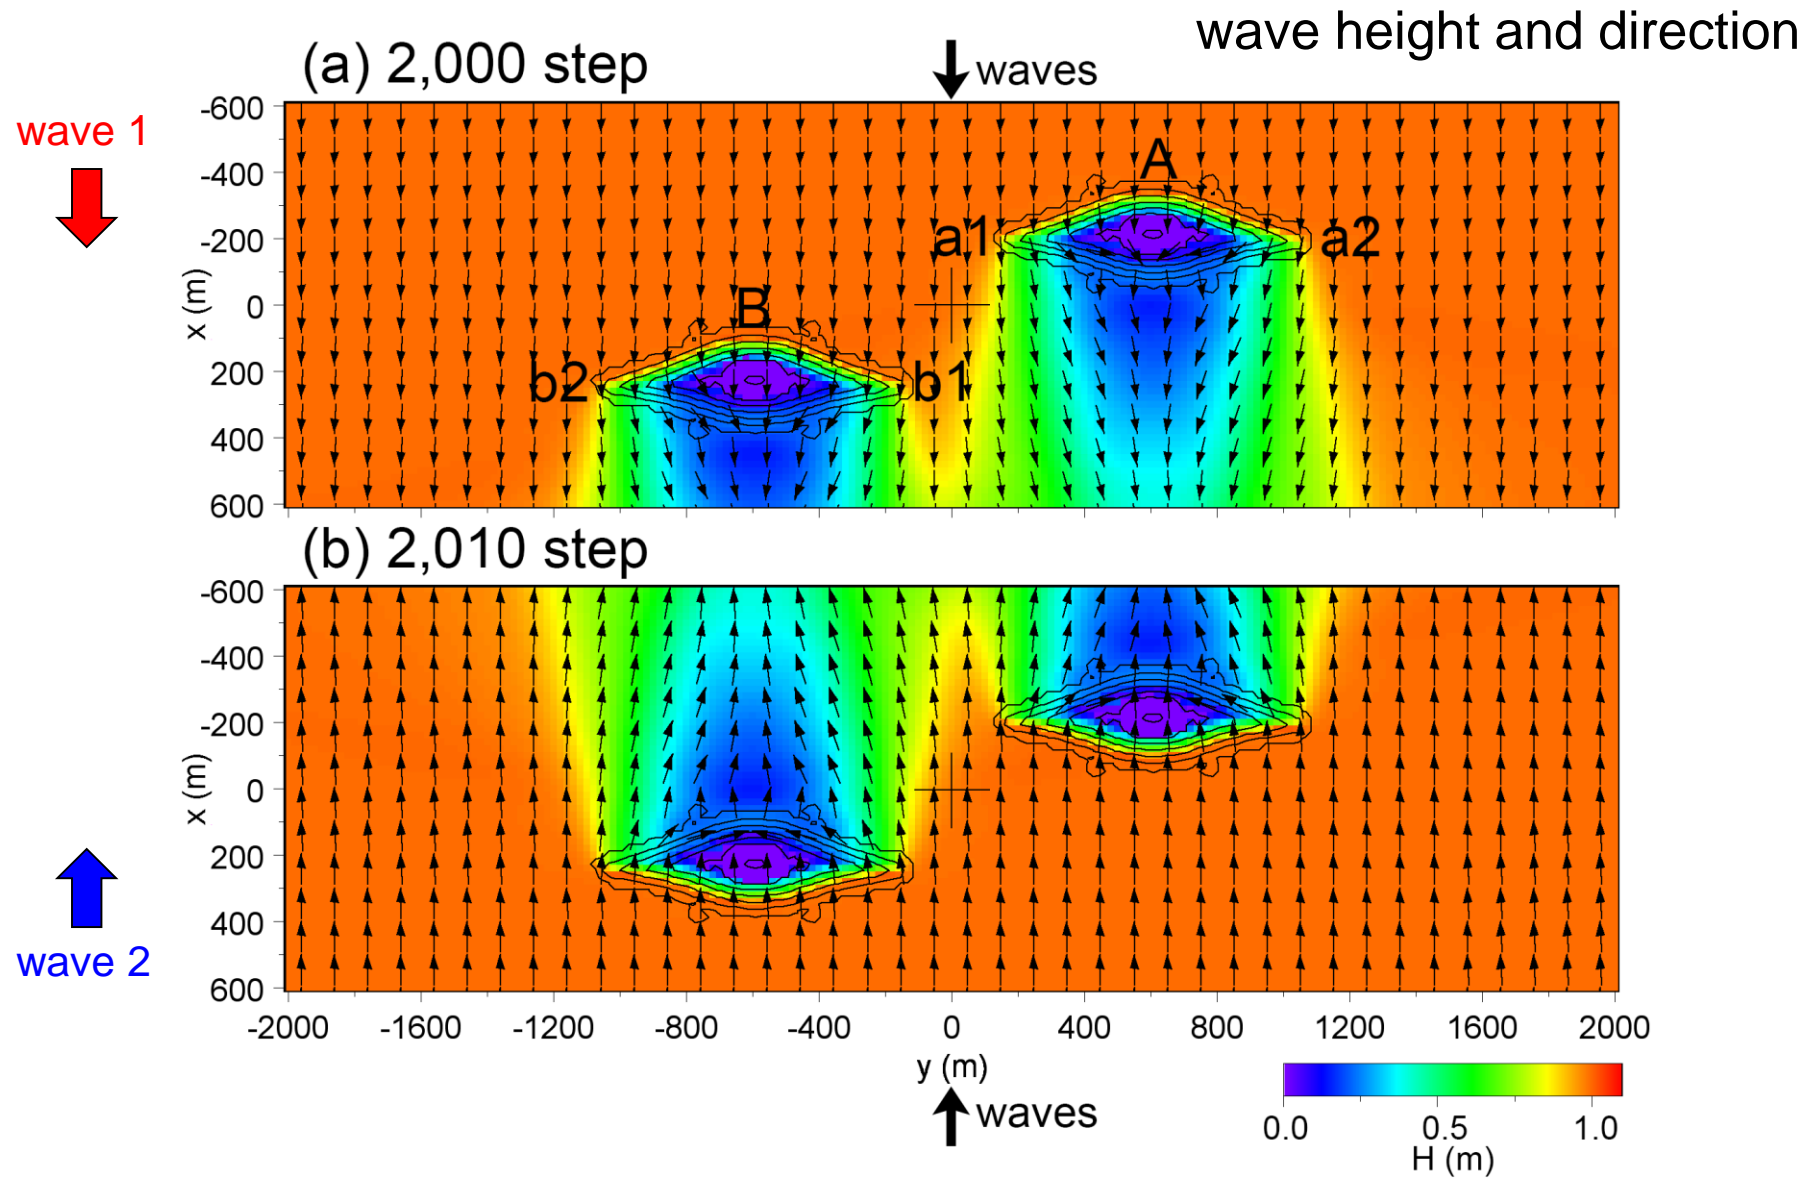 wave height and direction
(a) 2,000 step
waves
wave 1
-600
-400
-200
0
200
400
600
x (m)
A
a1
a2
B
b2
b1
(b) 2,010 step
-600
-400
-200
0
200
400
600
x (m)
wave 2
-2000 -1600 -1200 -800 -400 0 400 800 1200 1600 2000
y (m)
waves
0.0 0.5 1.0
H (m)